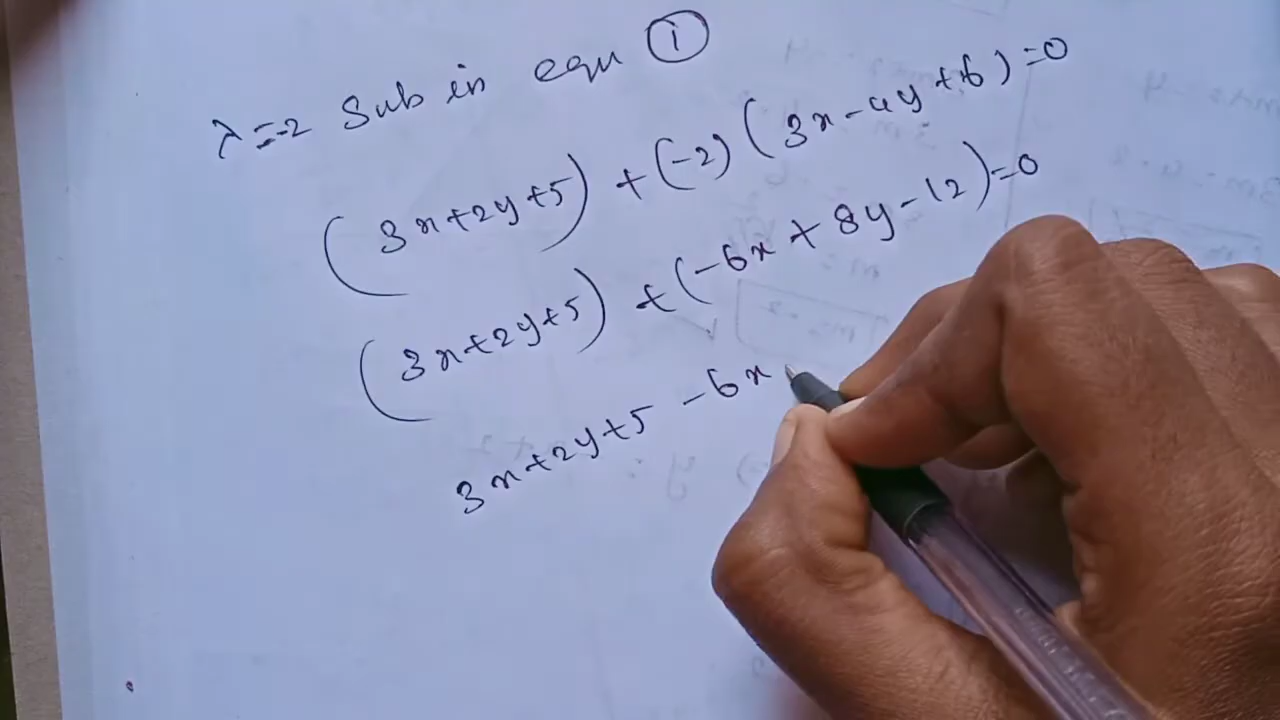 λ=-2 Sub in equ ①
(3x+2y+5) + (-2) (3x-4y+6)=0
(3x+2y+5) + (-6x + 8y-12)=0
3x+2y+5 -6x